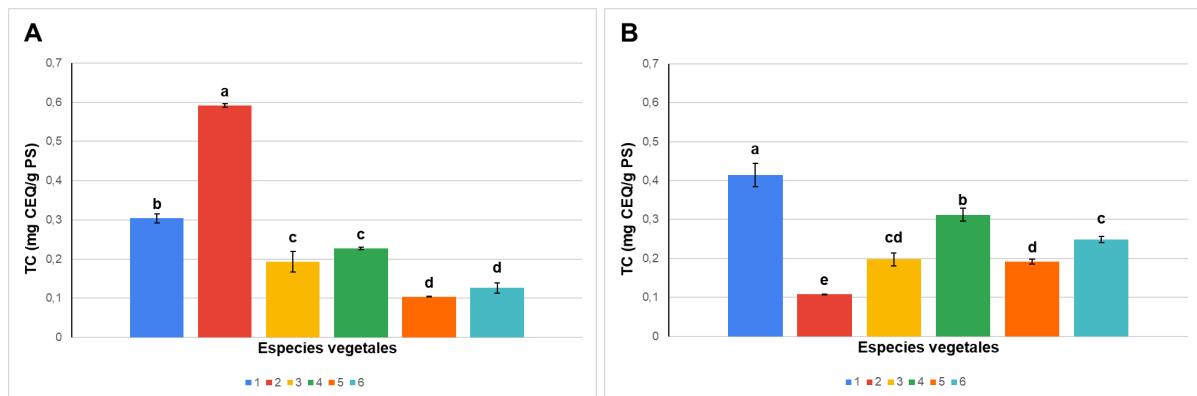 A
0,7
0,6
0,5
0,4
0,3
0,2
0,1
0
TC (mg CEQ/g PS)
b
a
c
c
d
d
Especies vegetales
1 2 3 4 5 6
B
0,7
0,6
0,5
0,4
0,3
0,2
0,1
0
TC (mg CEQ/g PS)
a
e
cd
b
d
c
Especies vegetales
1 2 3 4 5 6